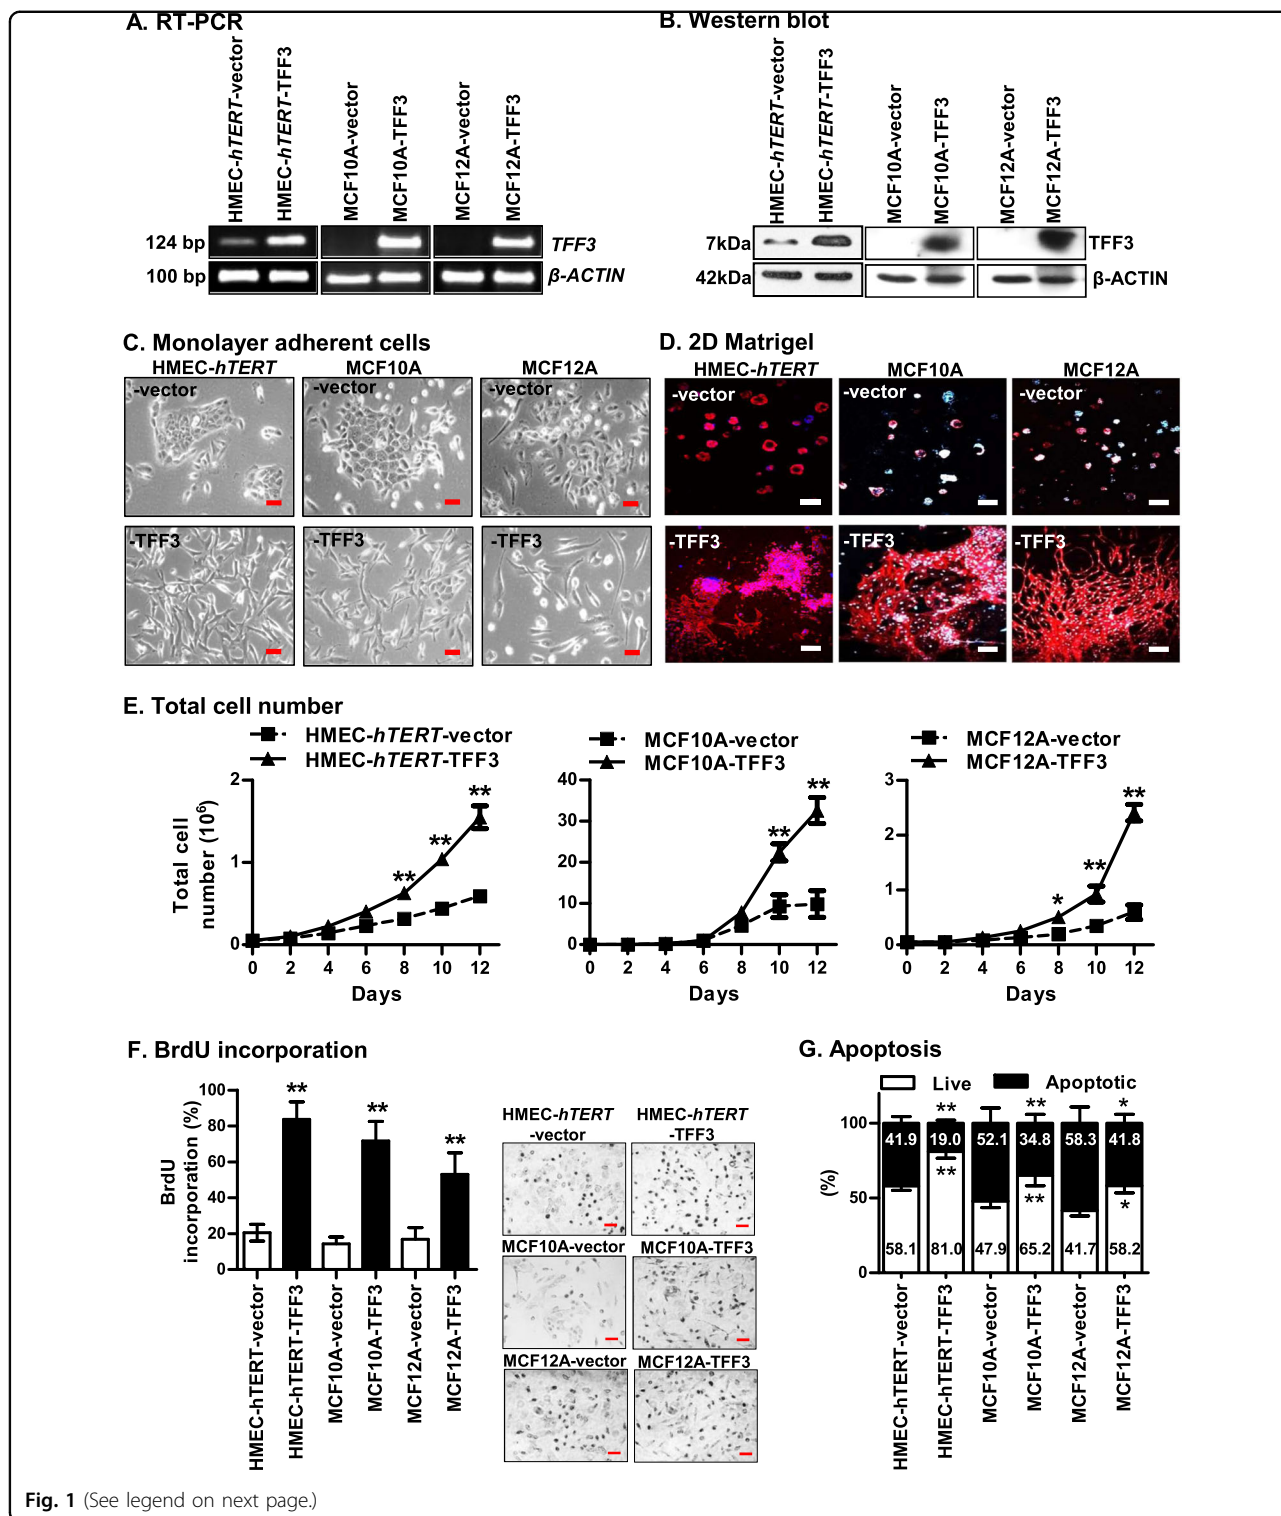 A. RT-PCR
HMEC-hTERT-vector
HMEC-hTERT-TFF3
MCF10A-vector
MCF10A-TFF3
MCF12A-vector
MCF12A-TFF3
124 bp
TFF3
100 bp
β-ACTIN
B. Western blot
HMEC-hTERT-vector
HMEC-hTERT-TFF3
MCF10A-vector
MCF10A-TFF3
MCF12A-vector
MCF12A-TFF3
7kDa
TFF3
42kDa
β-ACTIN
C. Monolayer adherent cells
HMEC-hTERT
MCF10A
MCF12A
-vector
-vector
-vector
-TFF3
-TFF3
-TFF3
D. 2D Matrigel
HMEC-hTERT
MCF10A
MCF12A
-vector
-vector
-vector
-TFF3
-TFF3
-TFF3
E. Total cell number
HMEC-hTERT-vector
HMEC-hTERT-TFF3
Total cell
number (10⁶)
2
1
0
**
**
**
0 2 4 6 8 10 12
Days
MCF10A-vector
MCF10A-TFF3
40
30
20
10
0
**
**
0 2 4 6 8 10 12
Days
MCF12A-vector
MCF12A-TFF3
3
2
1
0
*
**
**
0 2 4 6 8 10 12
Days
F. BrdU incorporation
BrdU
incorporation (%)
100
80
60
40
20
0
**
**
**
HMEC-hTERT-vector
HMEC-hTERT-TFF3
MCF10A-vector
MCF10A-TFF3
MCF12A-vector
MCF12A-TFF3
HMEC-hTERT
-vector
HMEC-hTERT
-TFF3
MCF10A-vector
MCF10A-TFF3
MCF12A-vector
MCF12A-TFF3
G. Apoptosis
Live
Apoptotic
(%)
100
50
0
** ** *
41.9 19.0 52.1 34.8 58.3 41.8
** ** *
58.1 81.0 47.9 65.2 41.7 58.2
HMEC-hTERT-vector
HMEC-hTERT-TFF3
MCF10A-vector
MCF10A-TFF3
MCF12A-vector
MCF12A-TFF3
Fig. 1 (See legend on next page.)